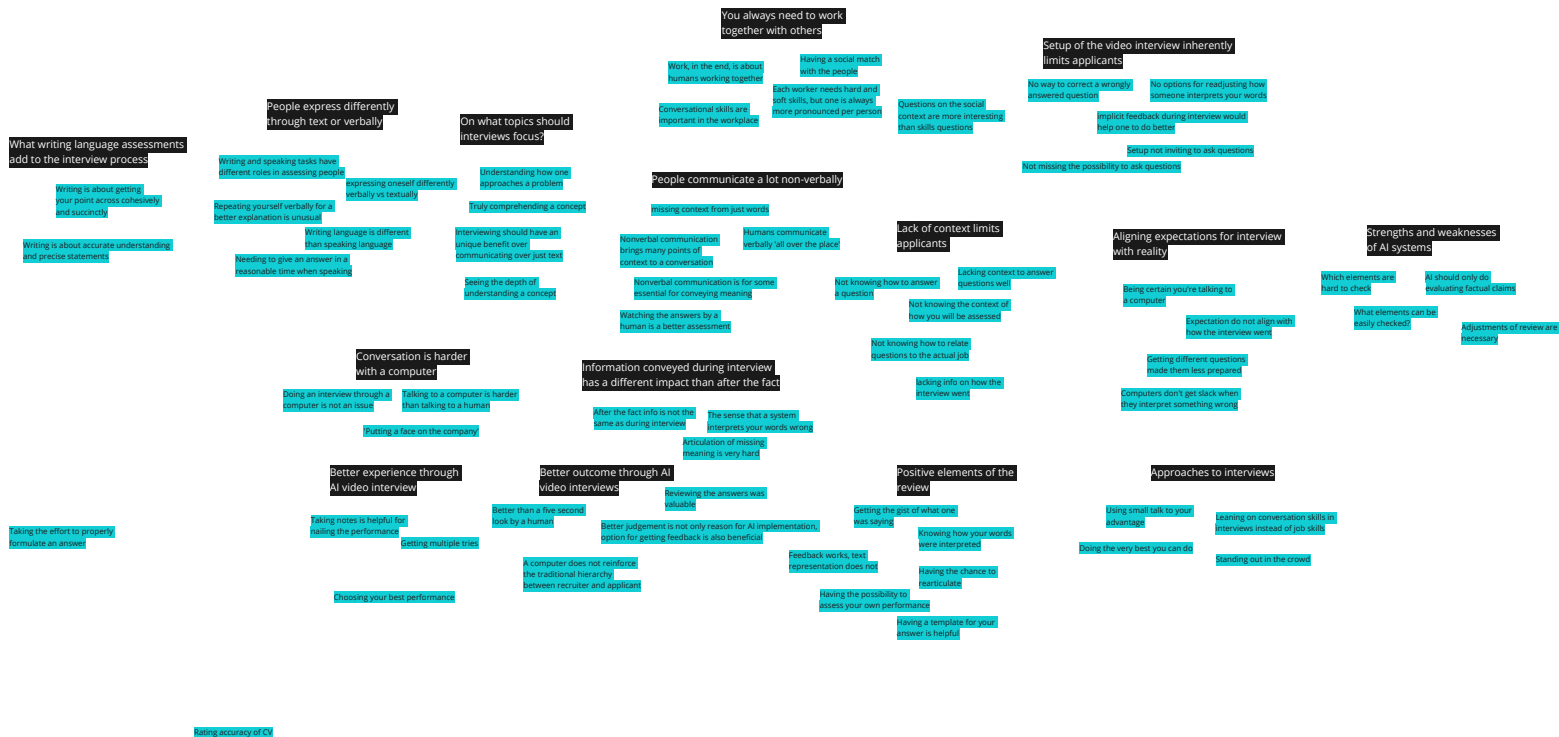 You always need to work
together with others
Work, in the end, is about
humans working together
Having a social match
with the people
Each worker needs hard and
soft skills, but one is always
more pronounced per person
Conversational skills are
important in the workplace
Questions on the social
context are more interesting
than skills questions
Setup of the video interview inherently
limits applicants
No way to correct a wrongly
answered question
No options for readjusting how
someone interprets your words
implicit feedback during interview would
help one to do better
Setup not inviting to ask questions
Not missing the possibility to ask questions
People express differently
through text or verbally
Writing and speaking tasks have
different roles in assessing people
expressing oneself differently
verbally vs textually
Repeating yourself verbally for a
better explanation is unusual
Writing language is different
than speaking language
Needing to give an answer in a
reasonable time when speaking
On what topics should
interviews focus?
Understanding how one
approaches a problem
Truly comprehending a concept
Interviewing should have an
unique benefit over
communicating over just text
Seeing the depth of
understanding a concept
What writing language assessments
add to the interview process
Writing is about getting
your point across cohesively
and succinctly
Writing is about accurate understanding
and precise statements
People communicate a lot non-verbally
missing context from just words
Nonverbal communication
brings many points of
context to a conversation
Humans communicate
verbally 'all over the place'
Nonverbal communication is for some
essential for conveying meaning
Watching the answers by a
human is a better assessment
Lack of context limits
applicants
Not knowing how to answer
a question
Lacking context to answer
questions well
Not knowing the context of
how you will be assessed
Not knowing how to relate
questions to the actual job
lacking info on how the
interview went
Aligning expectations for interview
with reality
Being certain you're talking to
a computer
Expectation do not align with
how the interview went
Getting different questions
made them less prepared
Computers don't get slack when
they interpret something wrong
Strengths and weaknesses
of AI systems
Which elements are
hard to check
AI should only do
evaluating factual claims
What elements can be
easily checked?
Adjustments of review are
necessary
Conversation is harder
with a computer
Doing an interview through a
computer is not an issue
Talking to a computer is harder
than talking to a human
'Putting a face on the company'
Information conveyed during interview
has a different impact than after the fact
After the fact info is not the
same as during interview
The sense that a system
interprets your words wrong
Articulation of missing
meaning is very hard
Better experience through
AI video interview
Taking notes is helpful for
nailing the performance
Getting multiple tries
Choosing your best performance
Better outcome through AI
video interviews
Reviewing the answers was
valuable
Better than a five second
look by a human
Better judgement is not only reason for AI implementation,
option for getting feedback is also beneficial
A computer does not reinforce
the traditional hierarchy
between recruiter and applicant
Positive elements of the
review
Getting the gist of what one
was saying
Knowing how your words
were interpreted
Feedback works, text
representation does not
Having the chance to
rearticulate
Having the possibility to
assess your own performance
Having a template for your
answer is helpful
Approaches to interviews
Using small talk to your
advantage
Leaning on conversation skills in
interviews instead of job skills
Doing the very best you can do
Standing out in the crowd
Taking the effort to properly
formulate an answer
Rating accuracy of CV